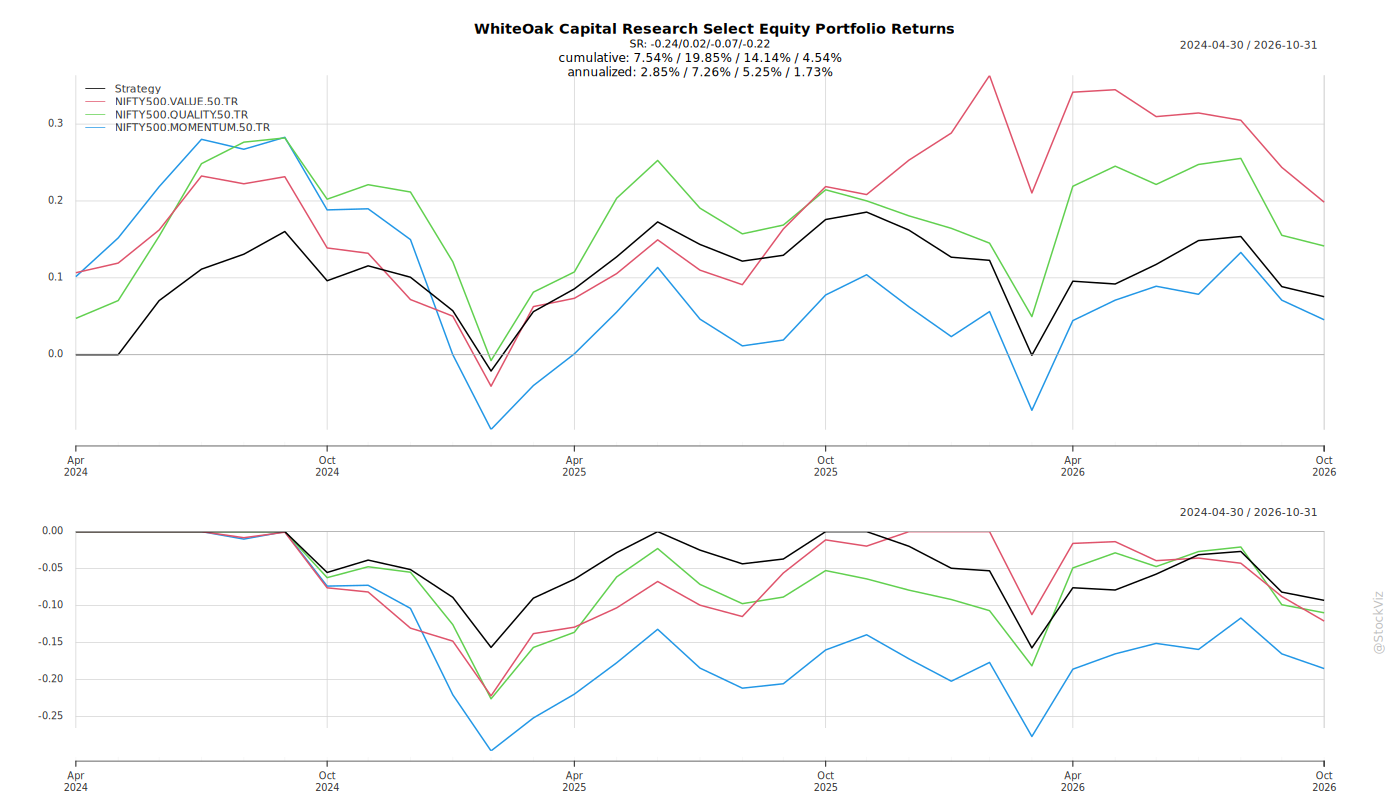 WhiteOak Capital Research Select Equity Portfolio Returns
SR: -0.24/0.02/-0.07/-0.22
cumulative: 7.54% / 19.85% / 14.14% / 4.54%
annualized: 2.85% / 7.26% / 5.25% / 1.73%
2024-04-30 / 2026-10-31
Strategy
NIFTY500.VALUE.50.TR
NIFTY500.QUALITY.50.TR
NIFTY500.MOMENTUM.50.TR
0.3
0.2
0.1
0.0
Apr Oct Apr Oct Apr Oct
2024 2024 2025 2025 2026 2026
2024-04-30 / 2026-10-31
0.00
-0.05
-0.10
-0.15
-0.20
-0.25
Apr Oct Apr Oct Apr Oct
2024 2024 2025 2025 2026 2026
@StockViz